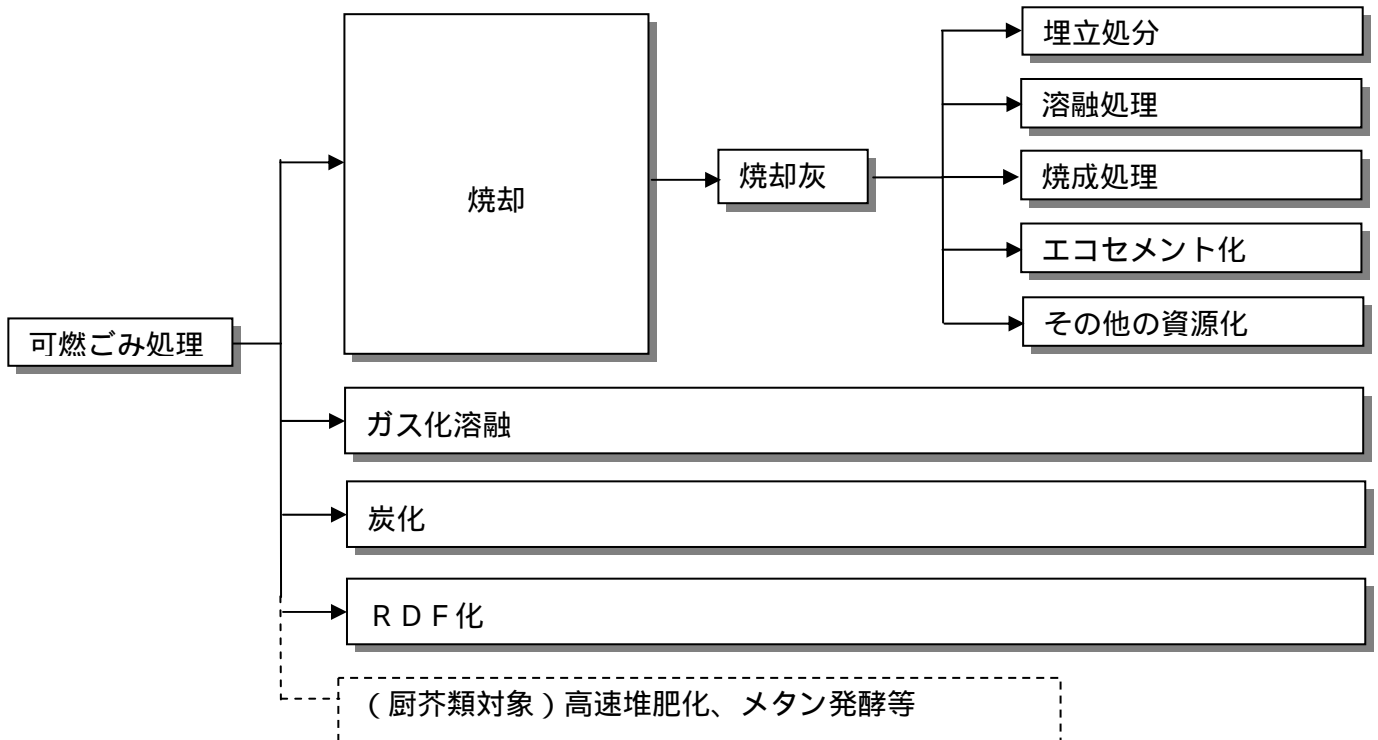 可燃ごみ処理
焼却
焼却灰
埋立処分
溶融処理
焼成処理
エコセメント化
その他の資源化
ガス化溶融
炭化
ＲＤＦ化
（厨芥類対象）高速堆肥化、メタン発酵等